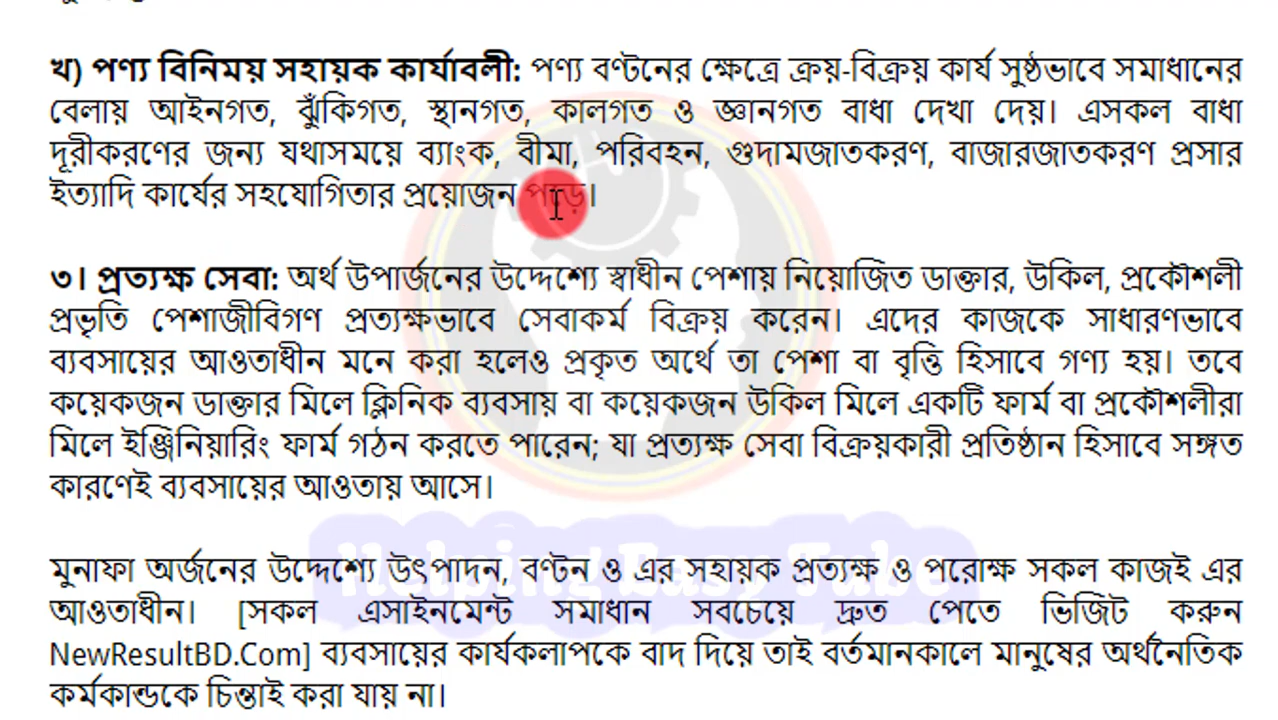 খ) পণ্য বিনিময় সহায়ক কার্যাবলী: পণ্য বণ্টনের ক্ষেত্রে ক্রয়-বিক্রয় কার্য সুষ্ঠভাবে সমাধানের
বেলায় আইনগত, ঝুঁকিগত, স্থানগত, কালগত ও জ্ঞানগত বাধা দেখা দেয়। এসকল বাধা
দূরীকরণের জন্য যথাসময়ে ব্যাংক, বীমা, পরিবহন, গুদামজাতকরণ, বাজারজাতকরণ প্রসার
ইত্যাদি কার্যের সহযোগিতার প্রয়োজন পড়ে।
৩। প্রত্যক্ষ সেবা: অর্থ উপার্জনের উদ্দেশ্যে স্বাধীন পেশায় নিয়োজিত ডাক্তার, উকিল, প্রকৌশলী
প্রভৃতি পেশাজীবিগণ প্রত্যক্ষভাবে সেবাকর্ম বিক্রয় করেন। এদের কাজকে সাধারণভাবে
ব্যবসায়ের আওতাধীন মনে করা হলেও প্রকৃত অর্থে তা পেশা বা বৃত্তি হিসাবে গণ্য হয়। তবে
কয়েকজন ডাক্তার মিলে ক্লিনিক ব্যবসায় বা কয়েকজন উকিল মিলে একটি ফার্ম বা প্রকৌশলীরা
মিলে ইঞ্জিনিয়ারিং ফার্ম গঠন করতে পারেন; যা প্রত্যক্ষ সেবা বিক্রয়কারী প্রতিষ্ঠান হিসাবে সঙ্গত
কারণেই ব্যবসায়ের আওতায় আসে।
Helping Easy Tube
মুনাফা অর্জনের উদ্দেশ্যে উৎপাদন, বণ্টন ও এর সহায়ক প্রত্যক্ষ ও পরোক্ষ সকল কাজই এর
আওতাধীন। [সকল এসাইনমেন্ট সমাধান সবচেয়ে দ্রুত পেতে ভিজিট করুন
NewResultBD.Com] ব্যবসায়ের কার্যকলাপকে বাদ দিয়ে তাই বর্তমানকালে মানুষের অর্থনৈতিক
কর্মকান্ডকে চিন্তাই করা যায় না।